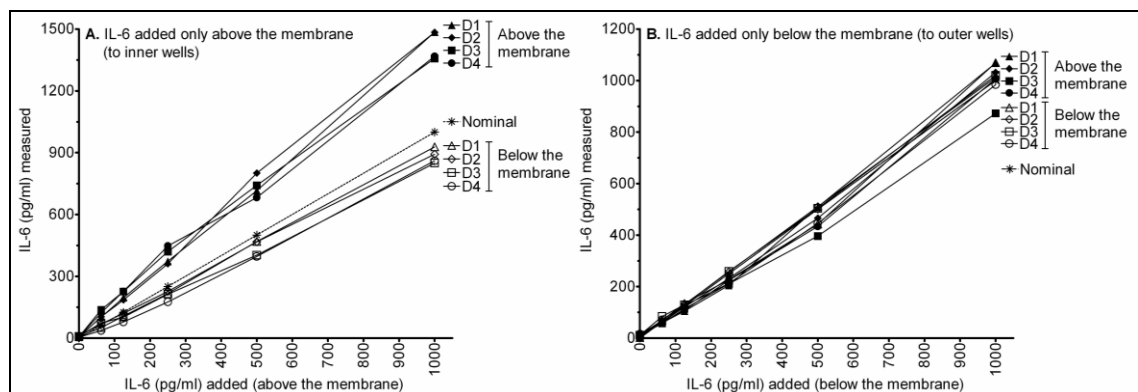 A. IL-6 added only above the membrane
(to inner wells)
IL-6 (pg/ml) measured
1500
1200
900
600
300
0
D1
D2
D3
D4
Above the
membrane
Nominal
D1
D2
D3
D4
Below the
membrane
0
100
200
300
400
500
600
700
800
900
1000
IL-6 (pg/ml) added (above the membrane)
B. IL-6 added only below the membrane (to outer wells)
IL-6 (pg/ml) measured
1200
1000
800
600
400
200
0
D1
D2
D3
D4
Above the
membrane
D1
D2
D3
D4
Below the
membrane
Nominal
0
100
200
300
400
500
600
700
800
900
1000
IL-6 (pg/ml) added (below the membrane)